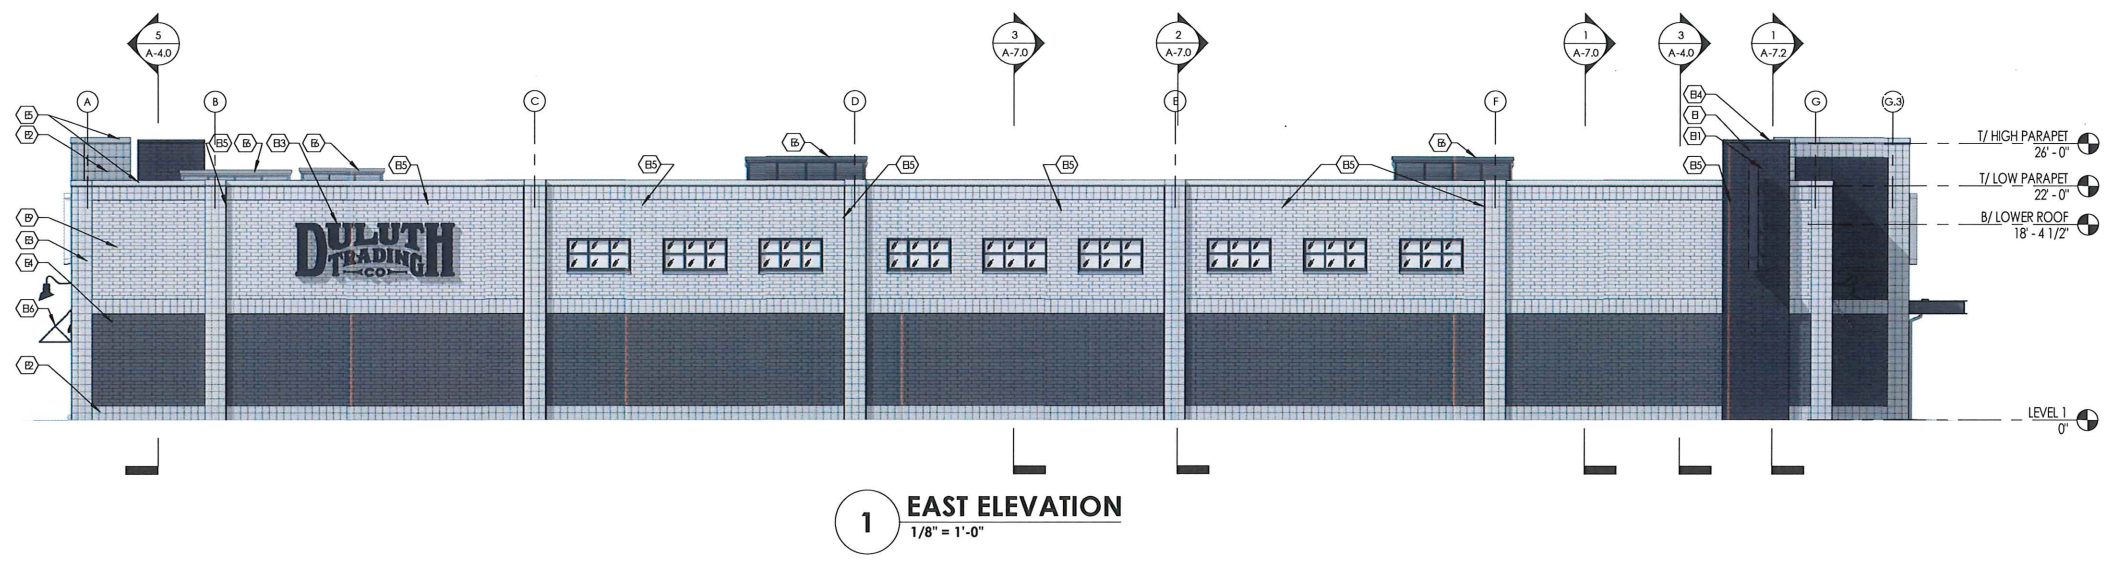 5
A-4.0
3
A-7.0
2
A-7.0
1
A-7.0
3
A-4.0
1
A-7.2
A
B
C
D
E
F
G
G.3
E5
E2
E15
E6
E13
E6
E15
E15
E6
E15
E15
E15
E6
E14
E1
E11
E15
E9
E3
E4
E16
E2
DULUTH
TRADING
CO
T/ HIGH PARAPET
26' - 0"
T/ LOW PARAPET
22' - 0"
B/ LOWER ROOF
18' - 4 1/2"
LEVEL 1
0"
1
EAST ELEVATION
1/8" = 1'-0"